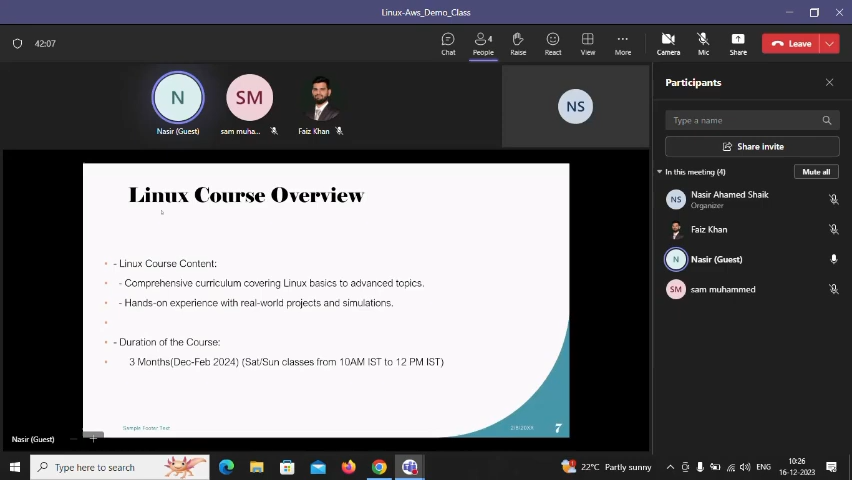 Linux-Aws_Demo_Class
42:07
Chat
People
4
Raise
React
View
More
Camera
Mic
Share
Leave
N
SM
NS
Nasir (Guest)
sam muha...
Faiz Khan
Participants
Type a name
Share invite
In this meeting (4)
Mute all
NS
Nasir Ahamed Shaik
Organizer
Faiz Khan
N
Nasir (Guest)
SM
sam muhammed
Linux Course Overview
- Linux Course Content:
- Comprehensive curriculum covering Linux basics to advanced topics.
- Hands-on experience with real-world projects and simulations.
- Duration of the Course:
3 Months(Dec-Feb 2024) (Sat/Sun classes from 10AM IST to 12 PM IST)
Sample Footer Text
2/8/20XX
7
Nasir (Guest)
Type here to search
22°C Partly sunny
ENG
10:26
16-12-2023